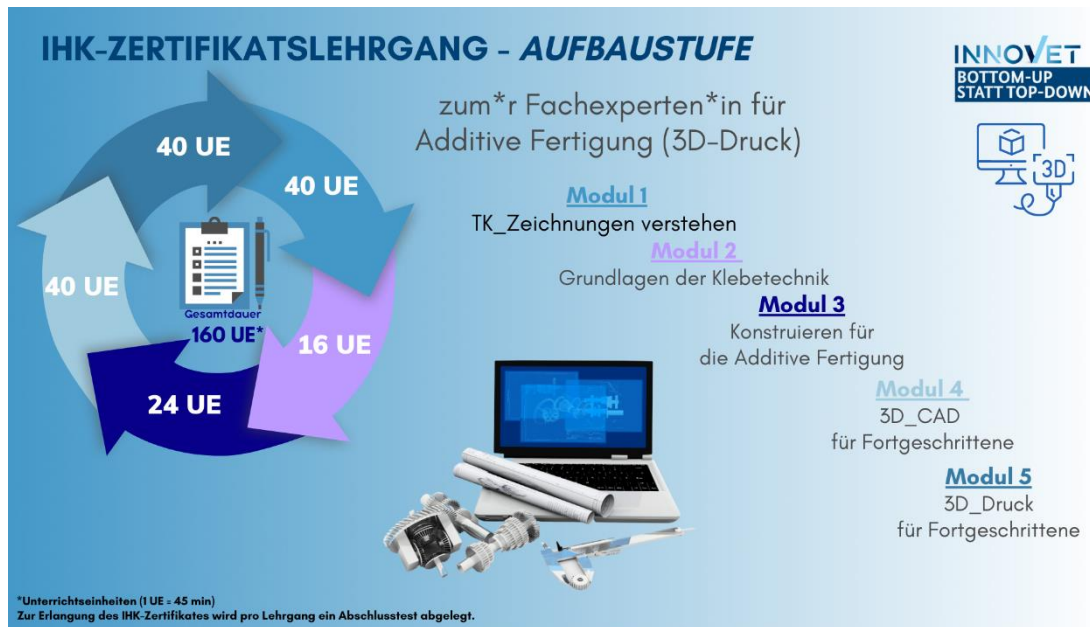 IHK-ZERTIFIKATSLEHRGANG - AUFBAUSTUFE
INNOVET
BOTTOM-UP
STATT TOP-DOWN
3D
zum*r Fachexperten*in für
Additive Fertigung (3D-Druck)
40 UE
40 UE
16 UE
24 UE
40 UE
Gesamtdauer
160 UE*
Modul 1
TK_Zeichnungen verstehen
Modul 2
Grundlagen der Klebetechnik
Modul 3
Konstruieren für
die Additive Fertigung
Modul 4
3D_CAD
für Fortgeschrittene
Modul 5
3D_Druck
für Fortgeschrittene
*Unterrichtseinheiten (1 UE = 45 min)
Zur Erlangung des IHK-Zertifikates wird pro Lehrgang ein Abschlusstest abgelegt.